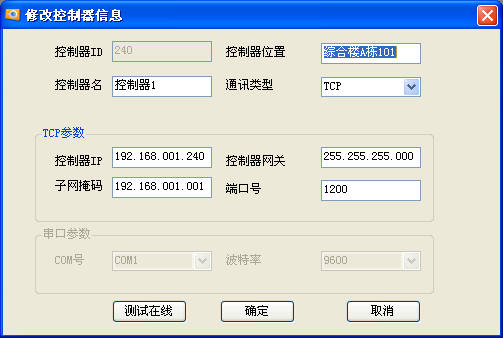 修改控制器信息
控制器ID 240 控制器位置 综合楼A栋101
控制器名 控制器1 通讯类型 TCP
TCP参数
控制器IP 192.168.001.240 控制器网关 255.255.255.000
子网掩码 192.168.001.001 端口号 1200
串口参数
COM号 COM1 波特率 9600
测试在线 确定 取消